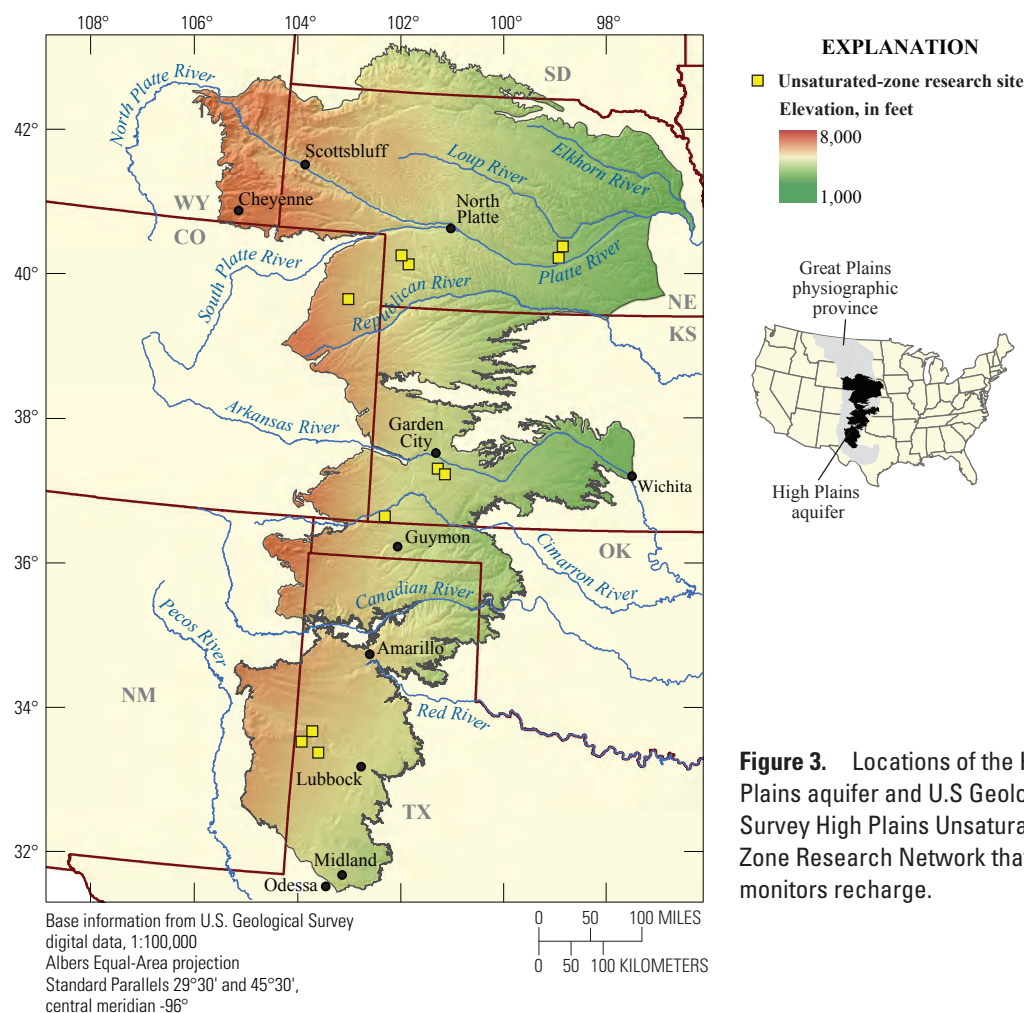 108°
106°
104°
102°
100°
98°
42°
40°
38°
36°
34°
32°
SD
North Platte River
Scottsbluff
Loup River
Elkhorn River
WY
Cheyenne
North
Platte
CO
South Platte River
Platte River
Republican River
NE
KS
Arkansas River
Garden
City
Wichita
Guymon
OK
Cimarron River
Canadian River
Pecos River
Amarillo
NM
Red River
Lubbock
TX
Midland
Odessa
EXPLANATION
Unsaturated-zone research site
Elevation, in feet
8,000
1,000
Great Plains
physiographic
province
High Plains
aquifer
Figure 3. Locations of the
Plains aquifer and U.S Geolo
Survey High Plains Unsatura
Zone Research Network that
monitors recharge.
Base information from U.S. Geological Survey
digital data, 1:100,000
Albers Equal-Area projection
Standard Parallels 29°30' and 45°30',
central meridian -96°
0 50 100 MILES
0 50 100 KILOMETERS